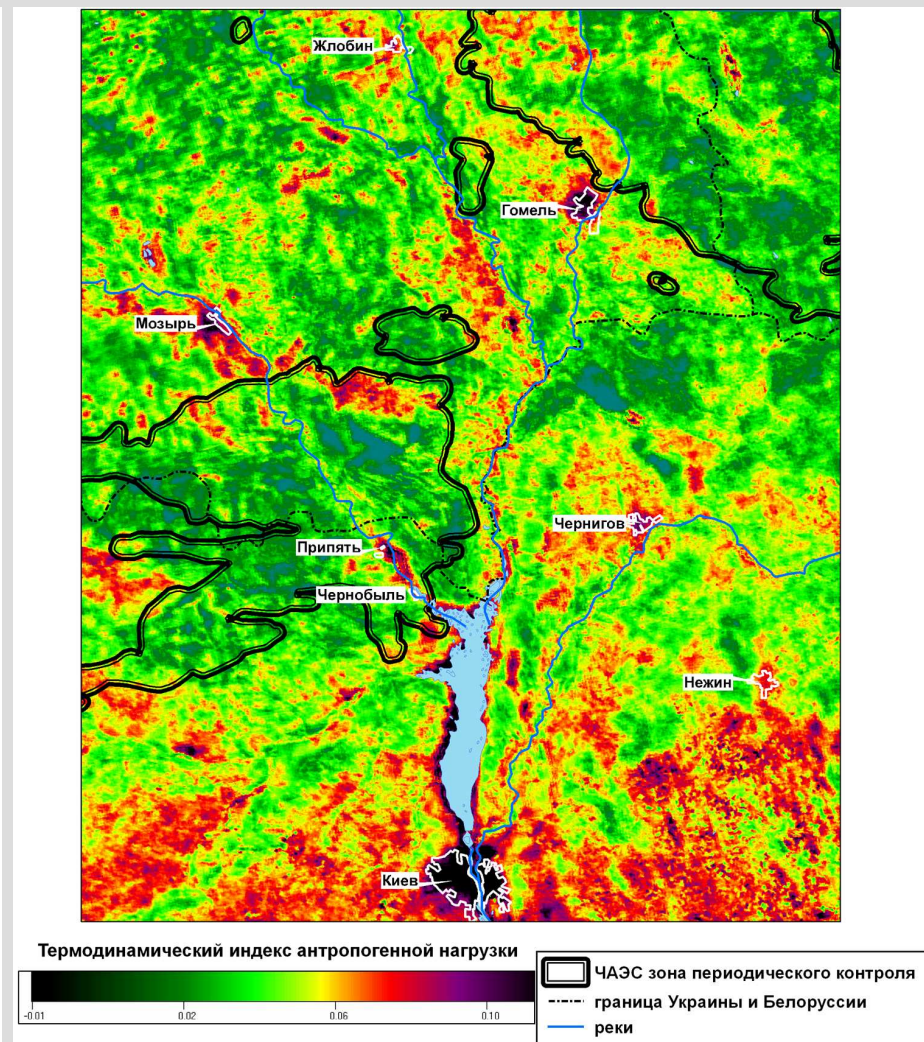 Жлобин
Гомель
Мозырь
Чернигов
Припять
Чернобыль
Нежин
Киев
Термодинамический индекс антропогенной нагрузки
-0.01 0.02 0.06 0.10
ЧАЭС зона периодического контроля
граница Украины и Белоруссии
реки